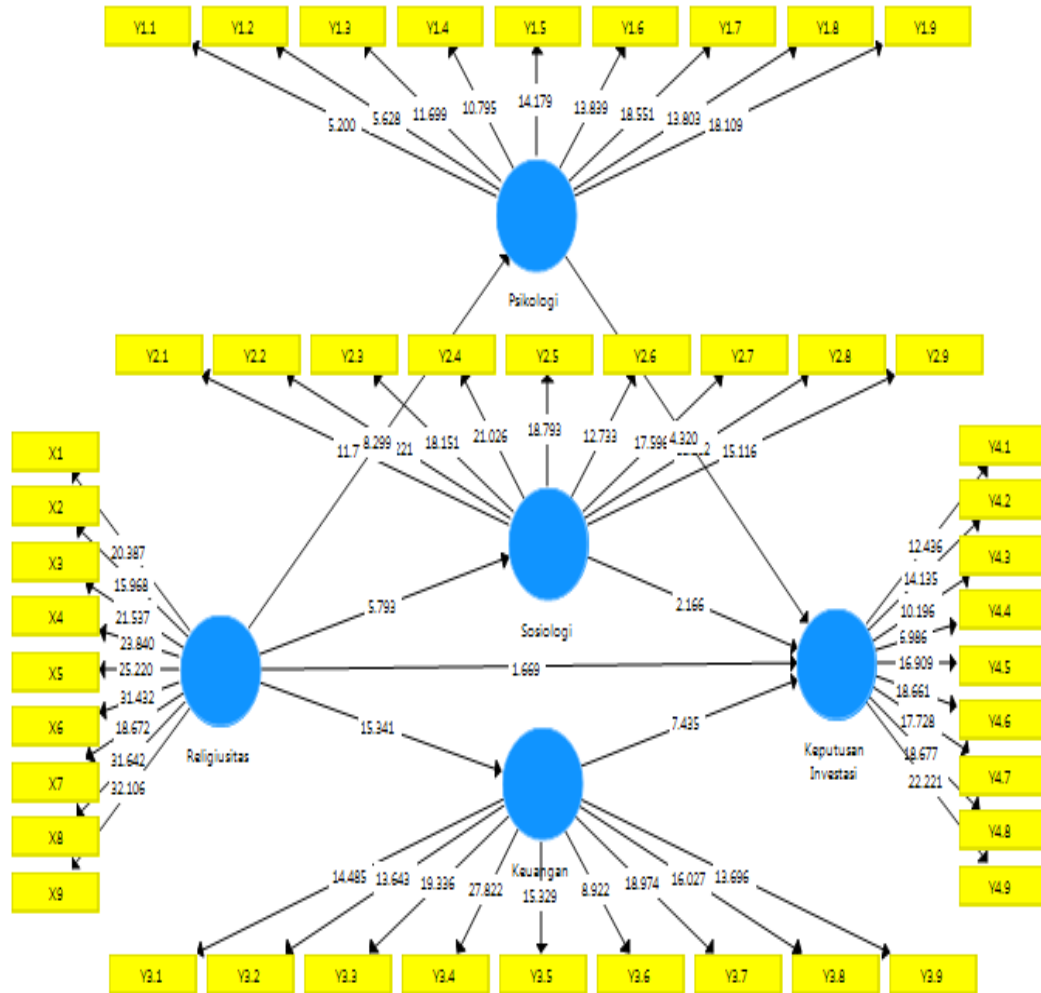 Y1.1 Y1.2 Y1.3 Y1.4 Y1.5 Y1.6 Y1.7 Y1.8 Y1.9
5.200 5.628 11.699 10.795 14.179 13.839 18.551 13.803 18.109
Psikologi
Y2.1 Y2.2 Y2.3 Y2.4 Y2.5 Y2.6 Y2.7 Y2.8 Y2.9
8.299 18.151 21.026 18.793 12.733 17.596 4.320 15.116
X1
X2
X3
X4
X5
X6
X7
X8
X9
20.387
15.968
21.537
23.840
25.220
31.432
18.672
31.642
32.106
Religiusitas
5.793
Sosiologi
2.166
1.669
15.341
7.435
Keputusan
Investasi
12.436
14.135
10.196
6.986
16.909
18.661
17.728
18.677
22.221
Y4.1
Y4.2
Y4.3
Y4.4
Y4.5
Y4.6
Y4.7
Y4.8
Y4.9
Keuangan
14.485 13.643 19.336 27.822 15.329 8.922 18.974 16.027 13.696
Y3.1 Y3.2 Y3.3 Y3.4 Y3.5 Y3.6 Y3.7 Y3.8 Y3.9